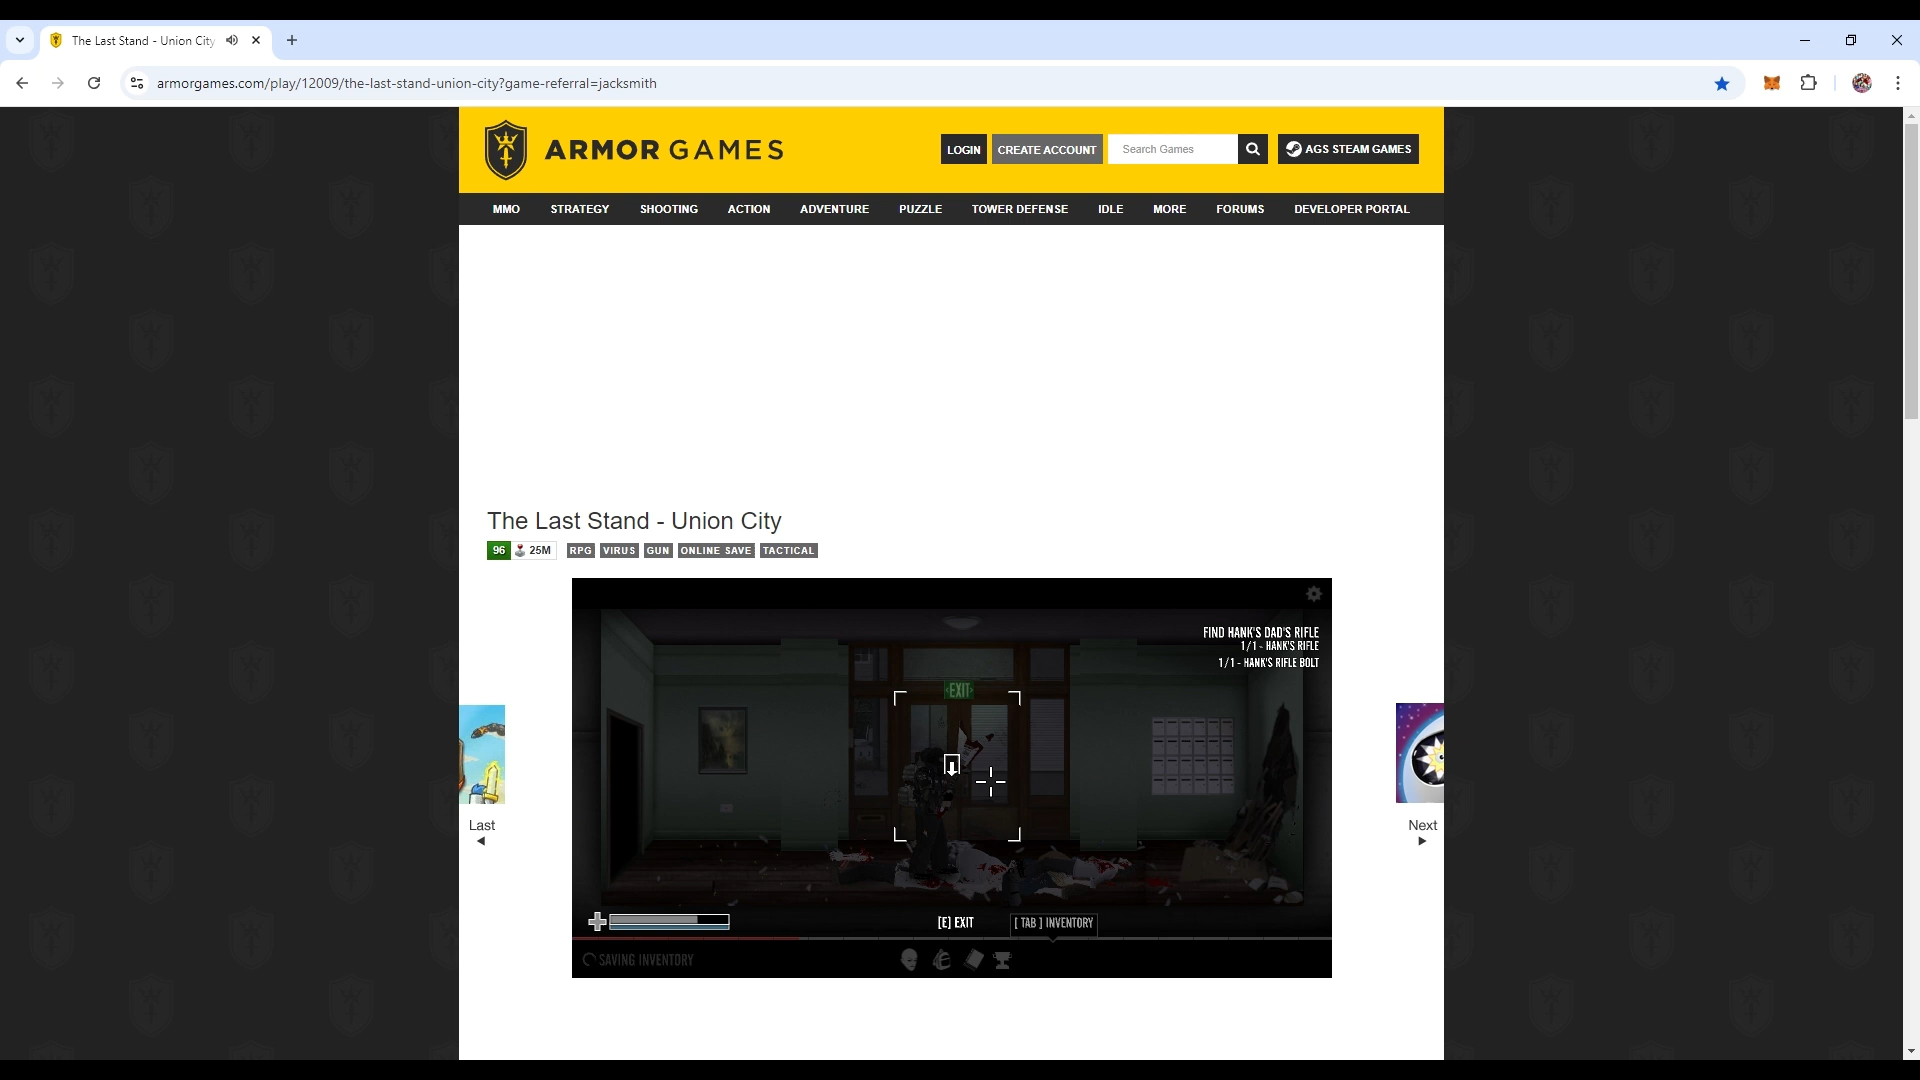 The Last Stand - Union City
armorgames.com/play/12009/the-last-stand-union-city?game-referral=jacksmith
ARMOR GAMES
LOGIN
CREATE ACCOUNT
Search Games
AGS STEAM GAMES
MMO
STRATEGY
SHOOTING
ACTION
ADVENTURE
PUZZLE
TOWER DEFENSE
IDLE
MORE
FORUMS
DEVELOPER PORTAL
The Last Stand - Union City
96
25M
RPG
VIRUS
GUN
ONLINE SAVE
TACTICAL
FIND HANK'S DAD'S RIFLE
1/1 - HANK'S RIFLE
1/1 - HANK'S RIFLE BOLT
EXIT
Last
Next
[E] EXIT
[ TAB ] INVENTORY
SAVING INVENTORY